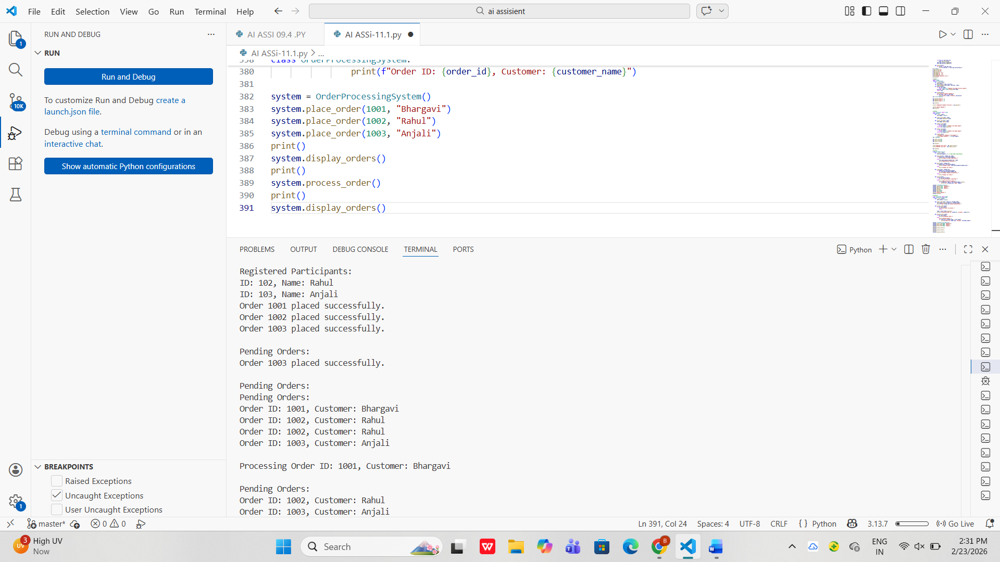 File Edit Selection View Go Run Terminal Help
ai assisient
RUN AND DEBUG
RUN
Run and Debug
To customize Run and Debug create a
launch.json file.
Debug using a terminal command or in an
interactive chat.
Show automatic Python configurations
1
10K
BREAKPOINTS
Raised Exceptions
Uncaught Exceptions
User Uncaught Exceptions
1
AI ASSI 09.4 .PY
AI ASSi-11.1.py
AI ASSi-11.1.py > ...
398 class OrderProcessingSystem:
380 print(f"Order ID: {order_id}, Customer: {customer_name}")
381
382 system = OrderProcessingSystem()
383 system.place_order(1001, "Bhargavi")
384 system.place_order(1002, "Rahul")
385 system.place_order(1003, "Anjali")
386 print()
387 system.display_orders()
388 print()
389 system.process_order()
390 print()
391 system.display_orders()
PROBLEMS OUTPUT DEBUG CONSOLE TERMINAL PORTS
Python
Registered Participants:
ID: 102, Name: Rahul
ID: 103, Name: Anjali
Order 1001 placed successfully.
Order 1002 placed successfully.
Order 1003 placed successfully.
Pending Orders:
Order 1003 placed successfully.
Pending Orders:
Pending Orders:
Order ID: 1001, Customer: Bhargavi
Order ID: 1002, Customer: Rahul
Order ID: 1002, Customer: Rahul
Order ID: 1003, Customer: Anjali
Processing Order ID: 1001, Customer: Bhargavi
Pending Orders:
Order ID: 1002, Customer: Rahul
Order ID: 1003, Customer: Anjali
master* 0 0
Ln 391, Col 24 Spaces: 4 UTF-8 CRLF { } Python 3.13.7 Go Live
3
UV
High UV
Now
Search
B
ENG
IN
2:31 PM
2/23/2026